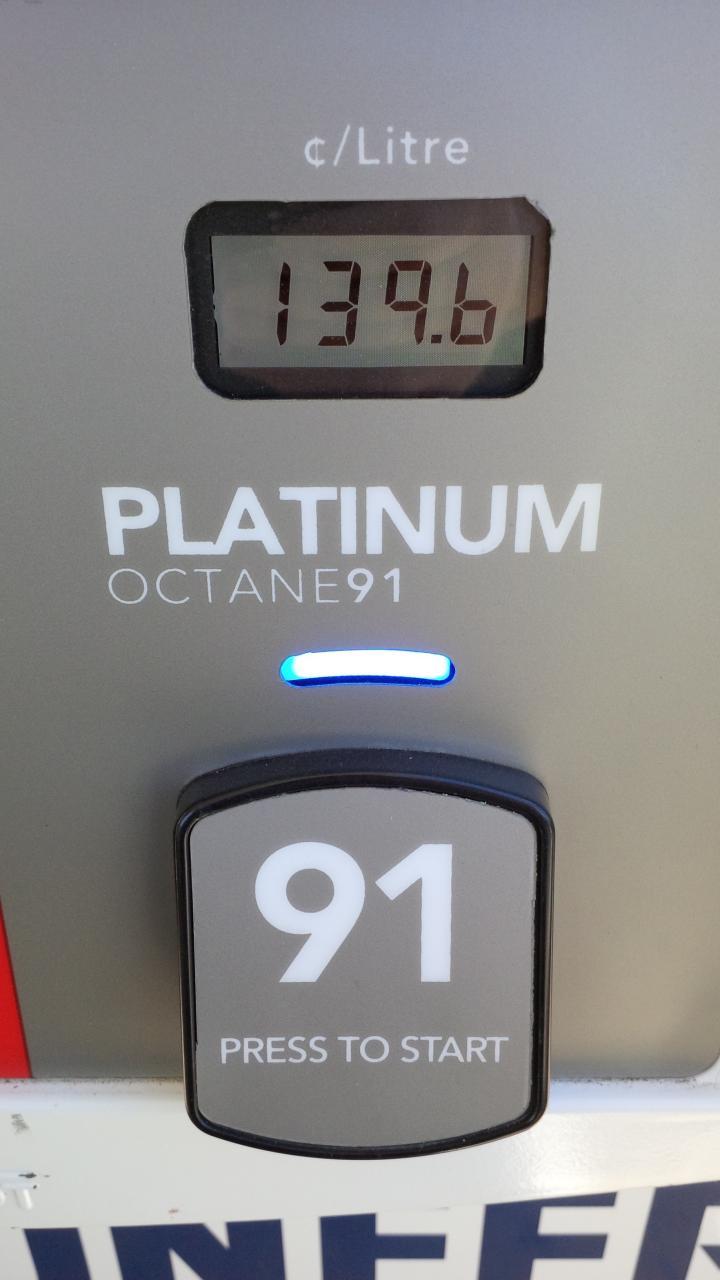 ¢/Litre
139.6
PLATINUM
OCTANE91
91
PRESS TO START